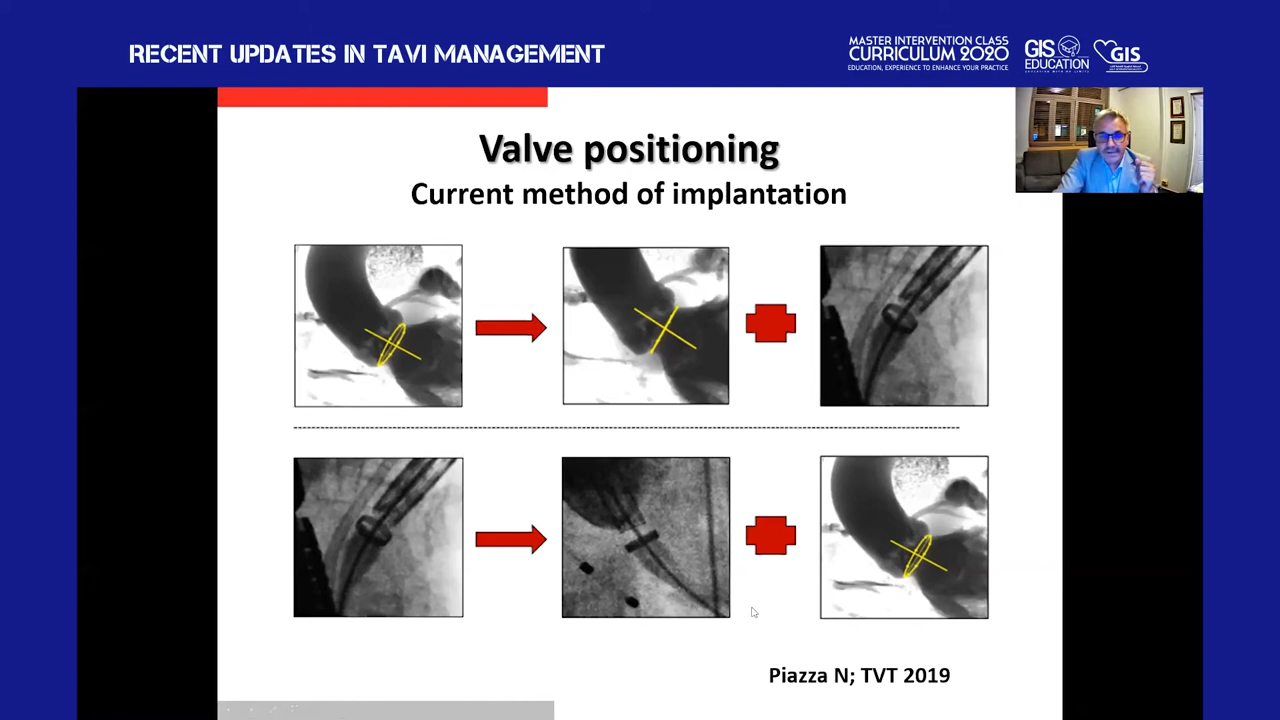 RECENT UPDATES IN TAVI MANAGEMENT
MASTER INTERVENTION CLASS
CURRICULUM 2020
EDUCATION, EXPERIENCE TO ENHANCE YOUR PRACTICE
GIS
EDUCATION
GIS
Valve positioning
Current method of implantation
Piazza N; TVT 2019